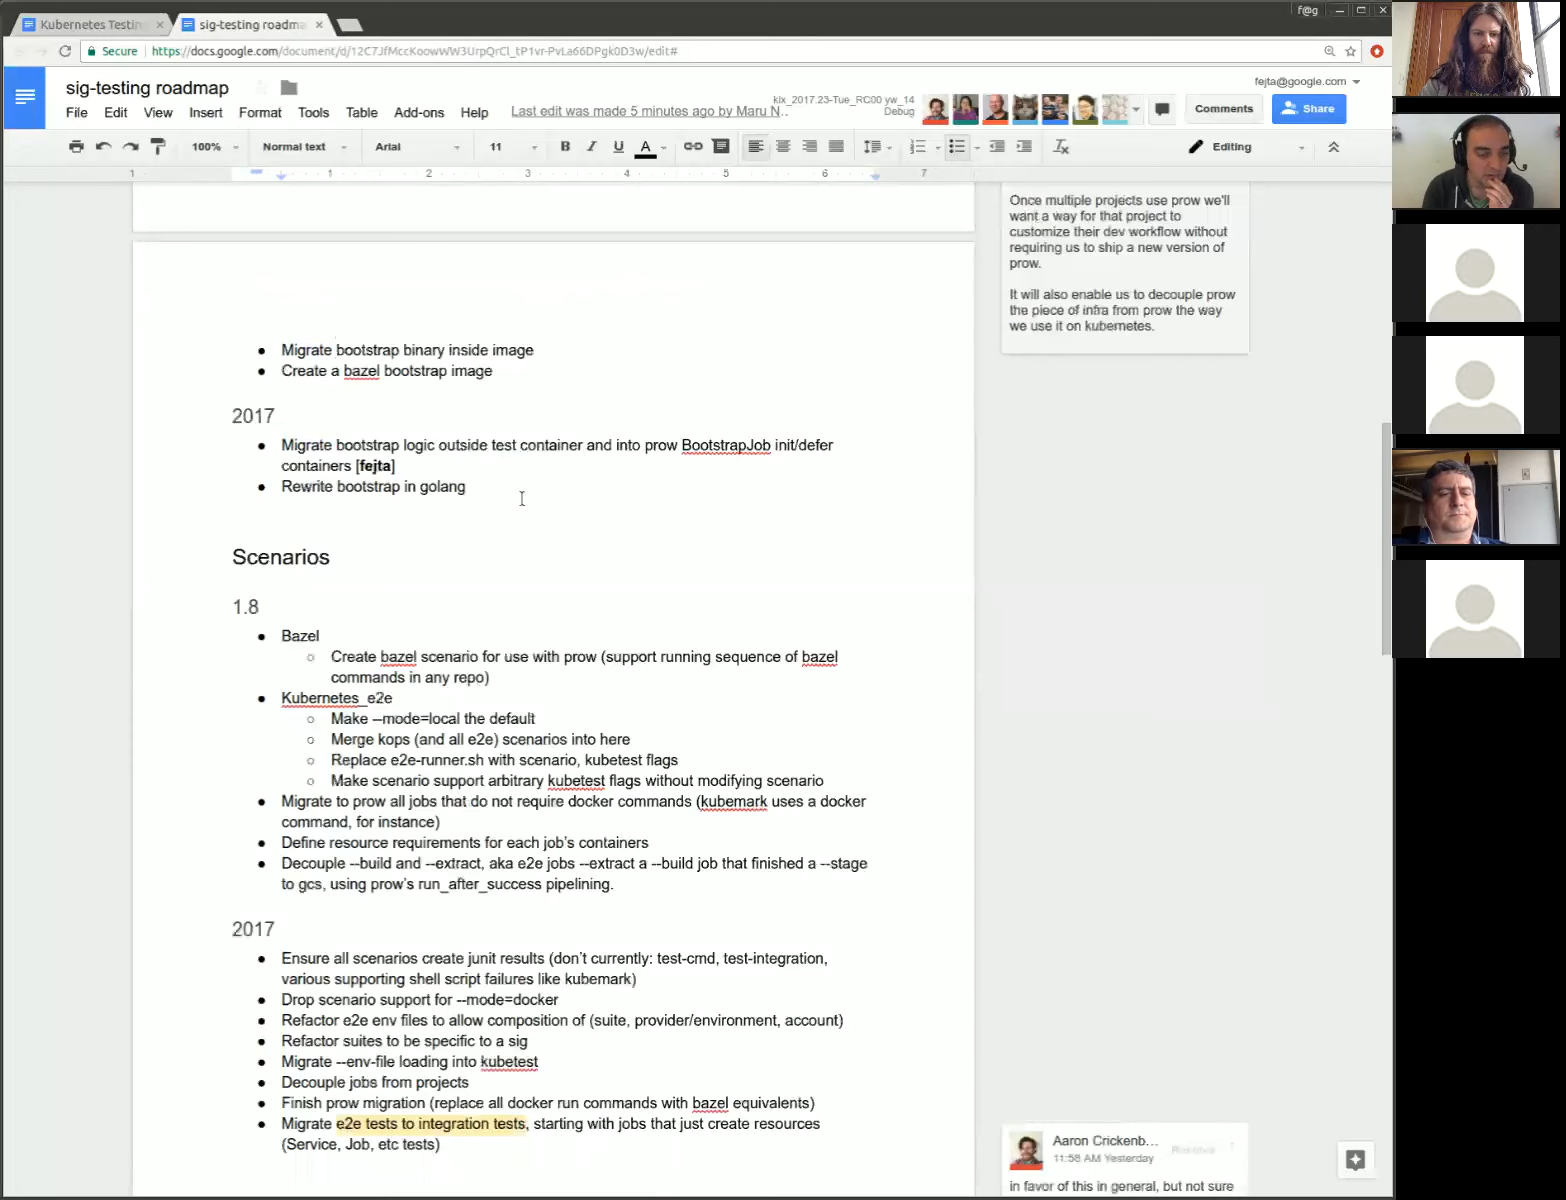 f@g
Kubernetes Testin
sig-testing roadma
Secure https://docs.google.com/document/d/12C7JfMccKoowWW3UrpQrCl_tP1vr-PvLa66DPgk0D3w/edit#
sig-testing roadmap
fejta@google.com
File Edit View Insert Format Tools Table Add-ons Help Last edit was made 5 minutes ago by Maru N...
kix_2017.23-Tue_RC00 yw_14
Debug
Comments
Share
100% Normal text Arial 11 B I U A Editing
1 1 2 3 4 5 6 7
Once multiple projects use prow we'll
want a way for that project to
customize their dev workflow without
requiring us to ship a new version of
prow.
It will also enable us to decouple prow
the piece of infra from prow the way
we use it on kubernetes.
● Migrate bootstrap binary inside image
● Create a bazel bootstrap image
2017
● Migrate bootstrap logic outside test container and into prow BootstrapJob init/defer
containers [fejta]
● Rewrite bootstrap in golang
Scenarios
1.8
● Bazel
○ Create bazel scenario for use with prow (support running sequence of bazel
commands in any repo)
● Kubernetes_e2e
○ Make –mode=local the default
○ Merge kops (and all e2e) scenarios into here
○ Replace e2e-runner.sh with scenario, kubetest flags
○ Make scenario support arbitrary kubetest flags without modifying scenario
● Migrate to prow all jobs that do not require docker commands (kubemark uses a docker
command, for instance)
● Define resource requirements for each job's containers
● Decouple --build and --extract, aka e2e jobs --extract a --build job that finished a --stage
to gcs, using prow's run_after_success pipelining.
2017
● Ensure all scenarios create junit results (don't currently: test-cmd, test-integration,
various supporting shell script failures like kubemark)
● Drop scenario support for --mode=docker
● Refactor e2e env files to allow composition of (suite, provider/environment, account)
● Refactor suites to be specific to a sig
● Migrate --env-file loading into kubetest
● Decouple jobs from projects
● Finish prow migration (replace all docker run commands with bazel equivalents)
● Migrate e2e tests to integration tests, starting with jobs that just create resources
(Service, Job, etc tests)
Aaron Crickenb...
11:58 AM Yesterday
Resolve
in favor of this in general, but not sure